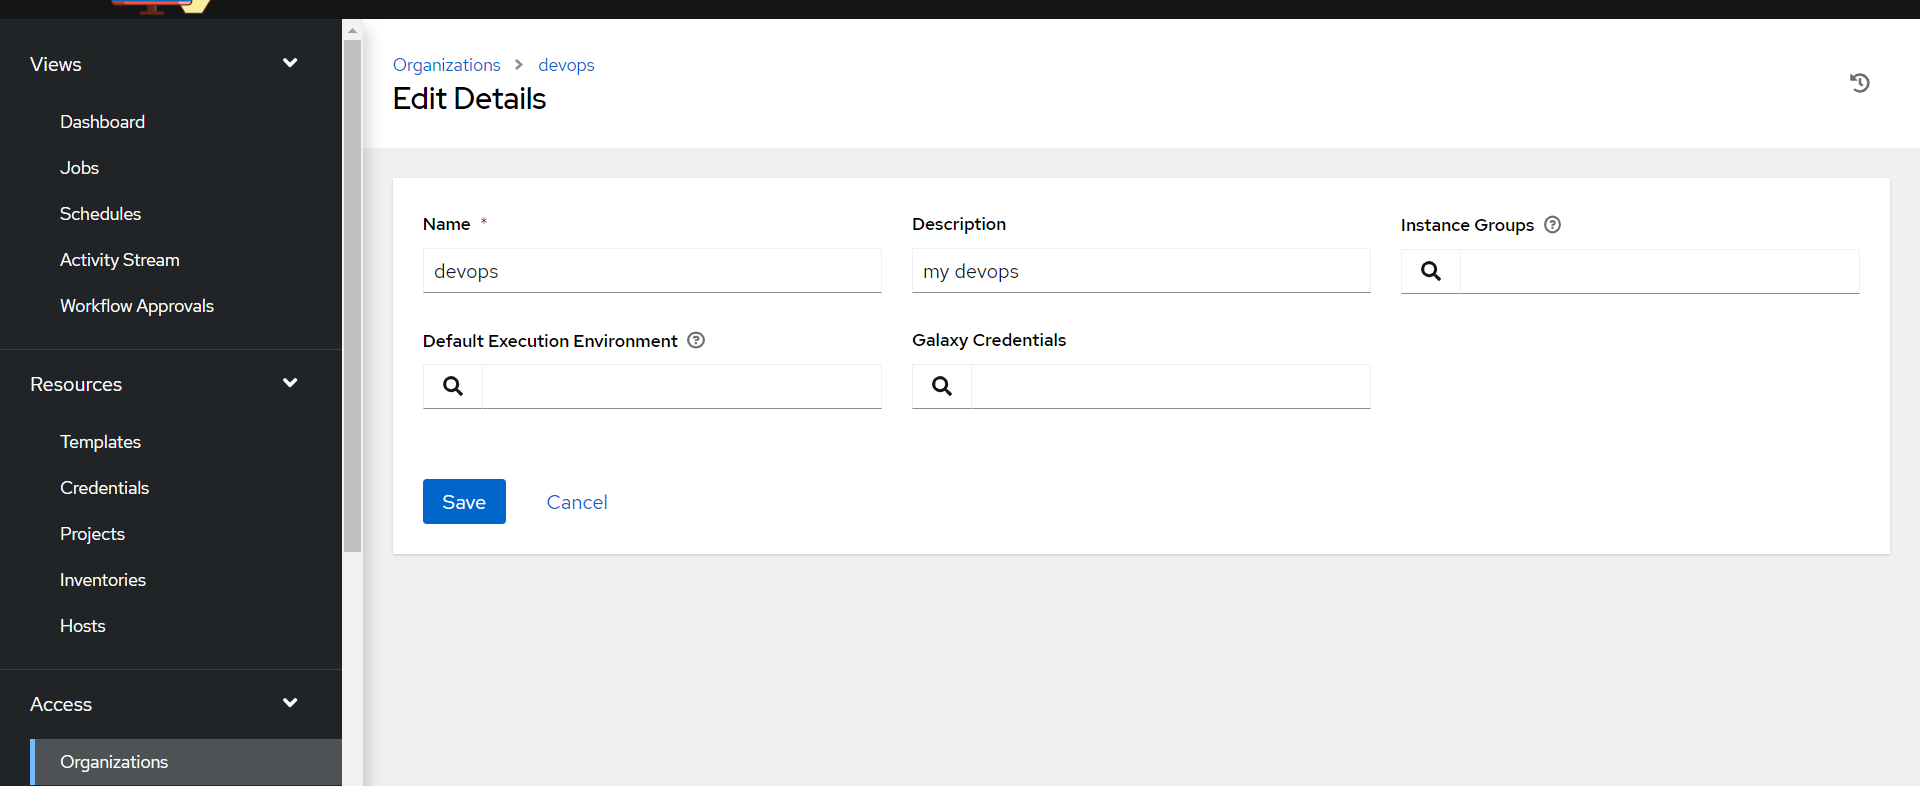 Views
Dashboard
Jobs
Schedules
Activity Stream
Workflow Approvals
Resources
Templates
Credentials
Projects
Inventories
Hosts
Access
Organizations
Organizations > devops
Edit Details
Name *
devops
Description
my devops
Instance Groups
Default Execution Environment
Galaxy Credentials
Save Cancel